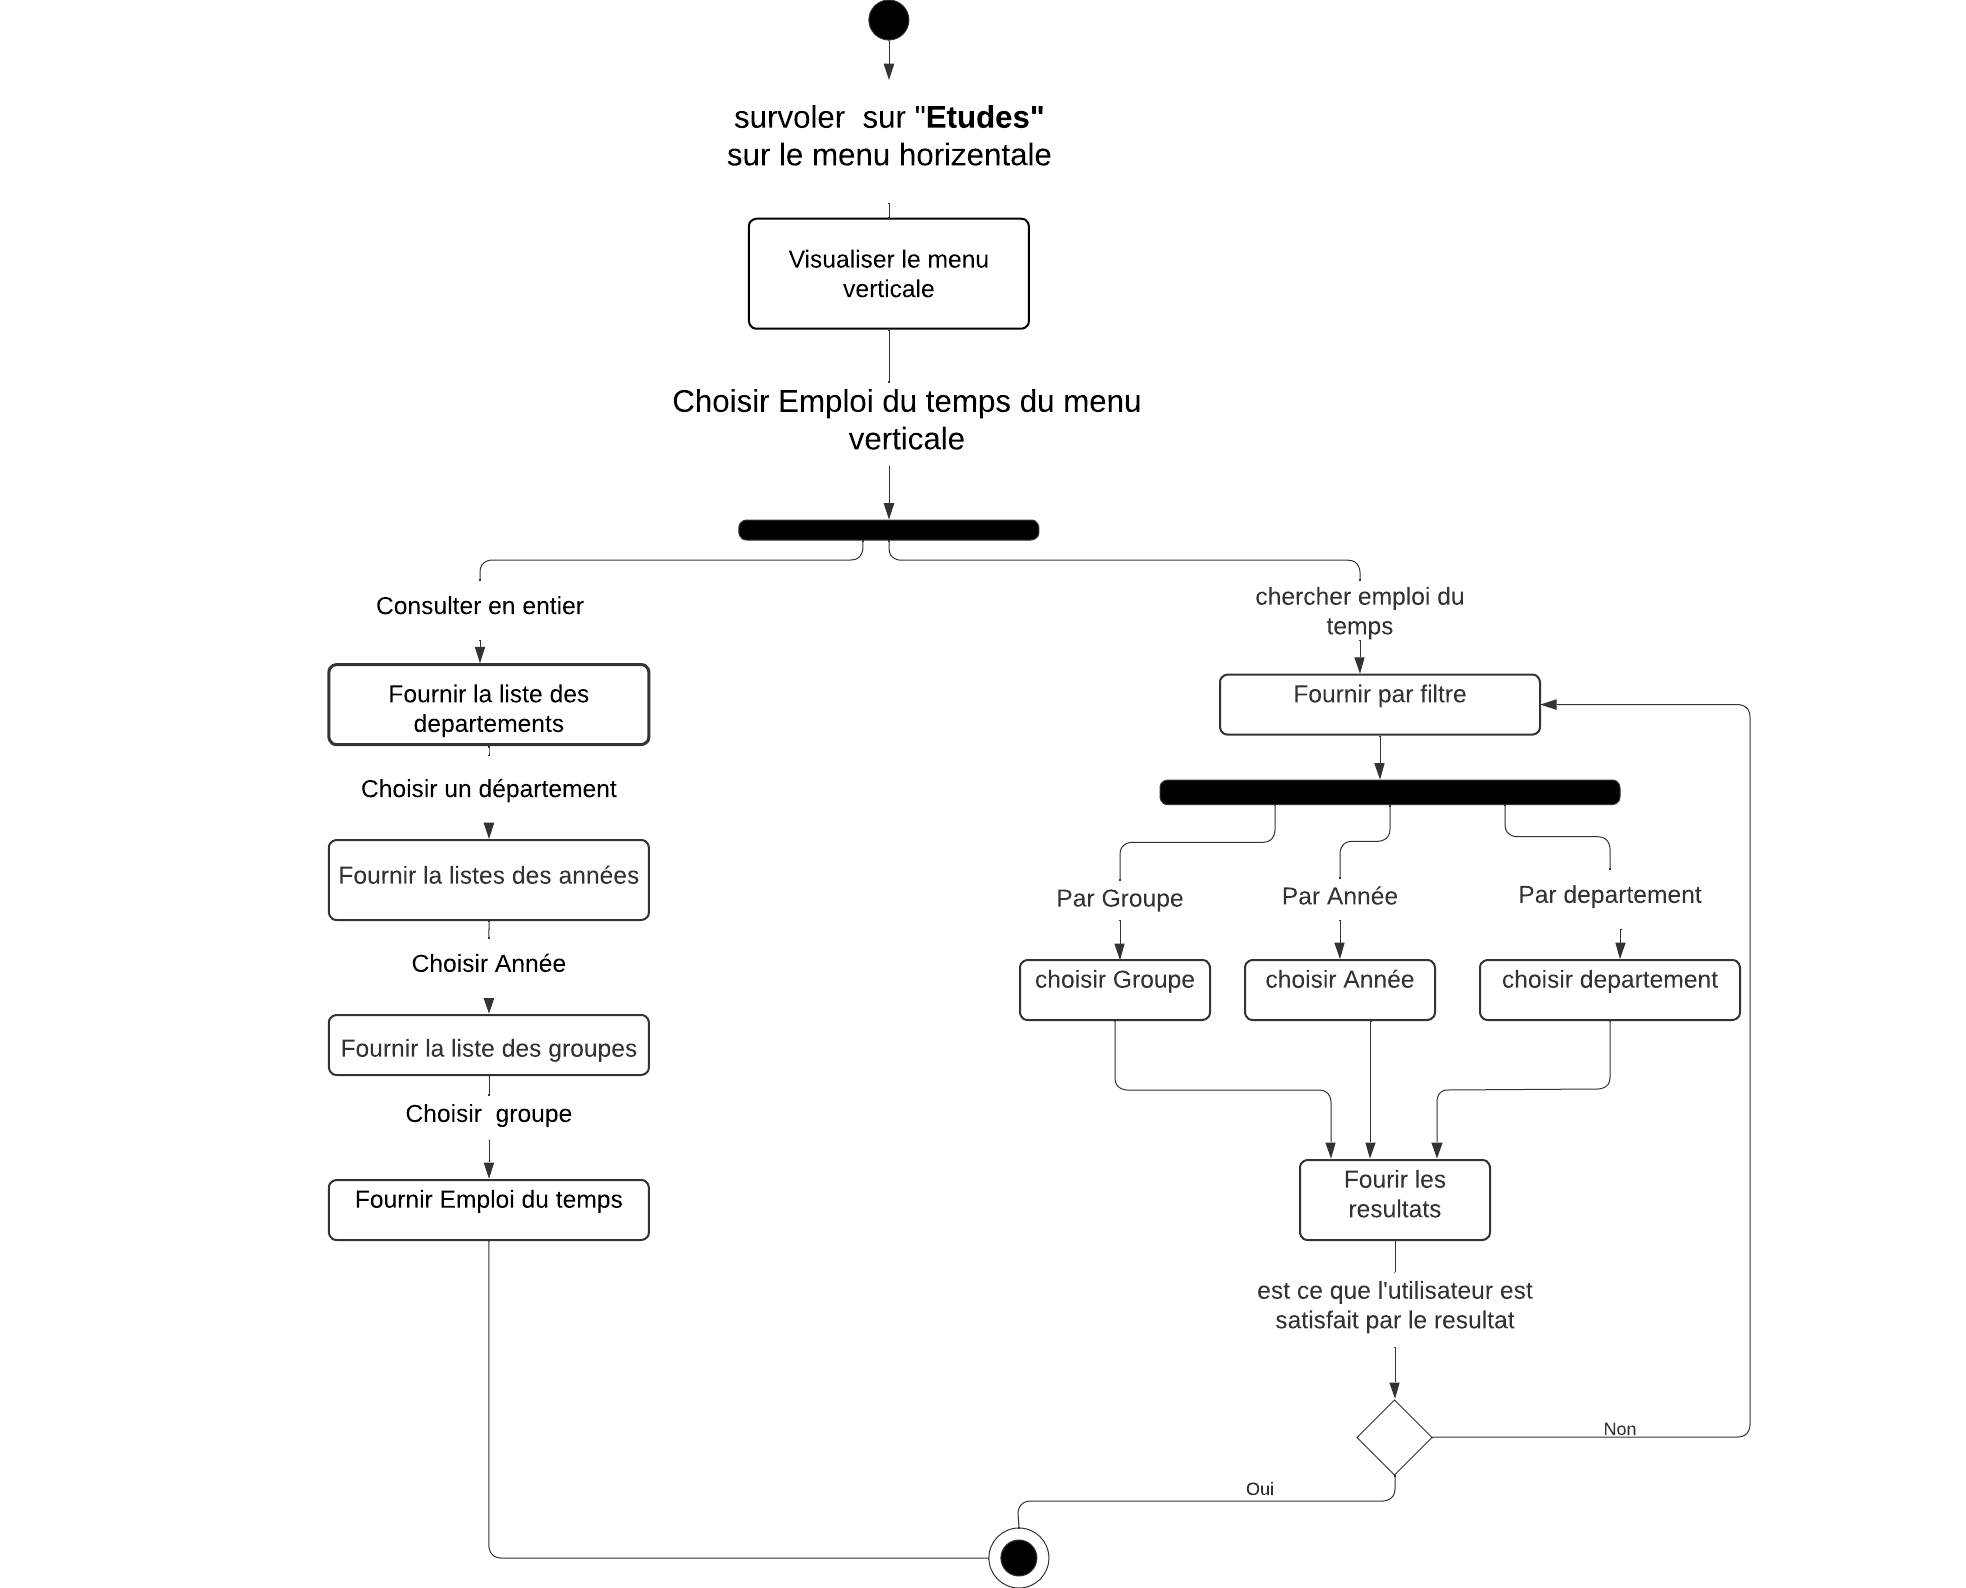 survoler  sur "Etudes"
sur le menu horizentale
Visualiser le menu
verticale
Choisir Emploi du temps du menu
verticale
Consulter en entier
Fournir la liste des
departements
Choisir un département
Fournir la listes des années
Choisir Année
Fournir la liste des groupes
Choisir  groupe
Fournir Emploi du temps
chercher emploi du
temps
Fournir par filtre
Par Groupe
Par Année
Par departement
choisir Groupe
choisir Année
choisir departement
Fourir les
resultats
est ce que l'utilisateur est
satisfait par le resultat
Non
Oui